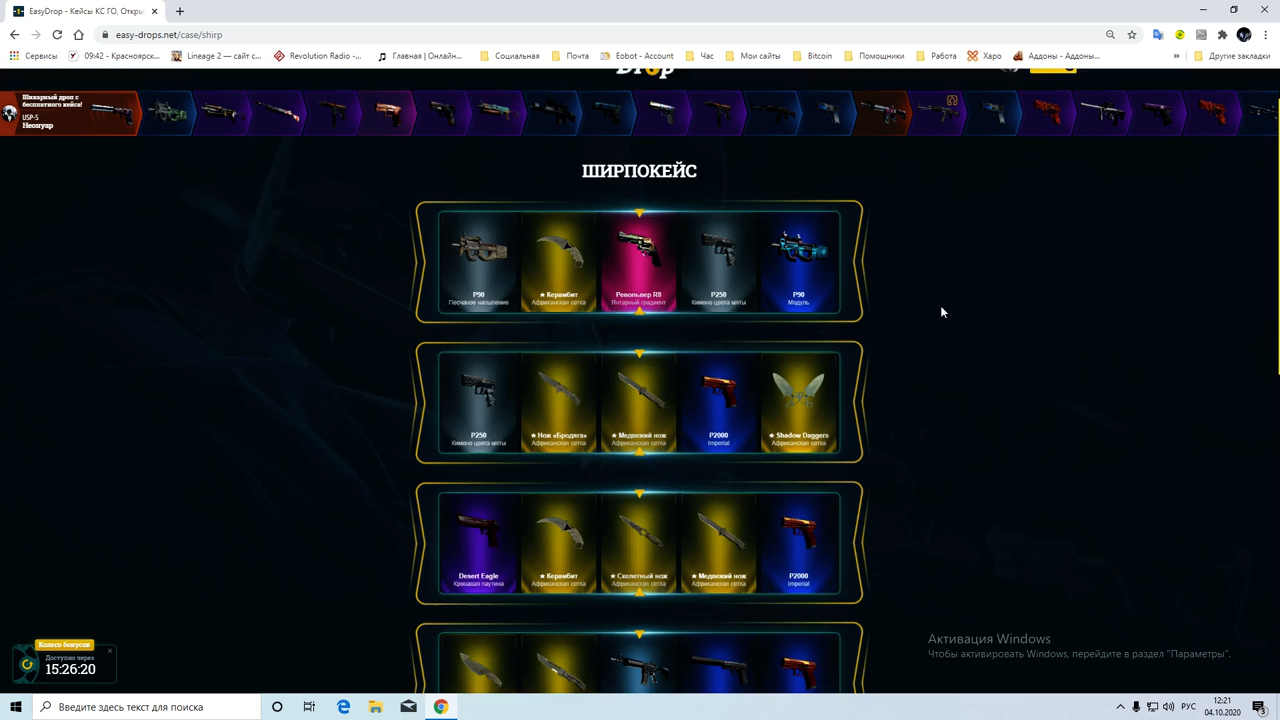 EasyDrop - Кейсы КС ГО, Откры
easy-drops.net/case/shirp
Сервисы
09:42 - Красноярск...
Lineage 2 — сайт с...
Revolution Radio -...
Главная | Онлайн...
Социальная
Почта
Eobot - Account
Час
Мои сайты
Bitcoin
Помощники
Работа
Харо
Аддоны - Аддоны...
»
Другие закладки
Drop
Шикарный дроп с
бесплатного кейса!
USP-S
Неонуар
ШИРПОКЕЙС
P90
Песчаное напыление
★ Керамбит
Африканская сетка
Револьвер R8
Янтарный градиент
P250
Кимоно цвета мяты
P90
Модуль
P250
Кимоно цвета мяты
★ Нож «Бродяга»
Африканская сетка
★ Медвежий нож
Африканская сетка
P2000
Imperial
★ Shadow Daggers
Африканская сетка
Desert Eagle
Кровавая паутина
★ Керамбит
Африканская сетка
★ Скелетный нож
Африканская сетка
★ Медвежий нож
Африканская сетка
P2000
Imperial
Колесо бонусов
Доступно через
15:26:20
Активация Windows
Чтобы активировать Windows, перейдите в раздел "Параметры".
Введите здесь текст для поиска
РУС
12:21
04.10.2020
3